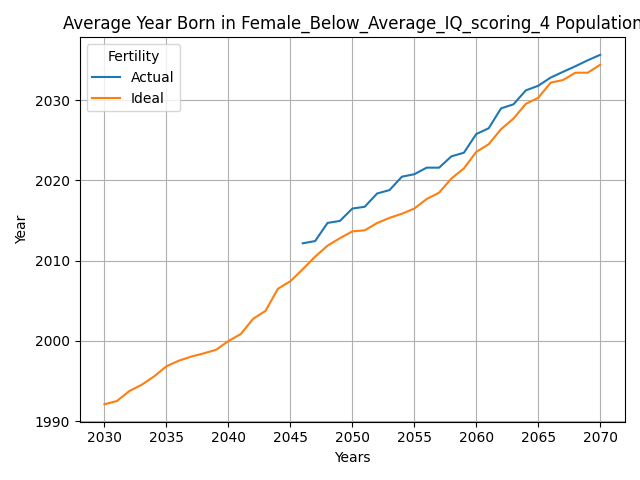 Average Year Born in Female_Below_Average_IQ_scoring_4 Population
Fertility
Actual
Ideal
2030
2020
2010
2000
1990
Year
2030 2035 2040 2045 2050 2055 2060 2065 2070
Years